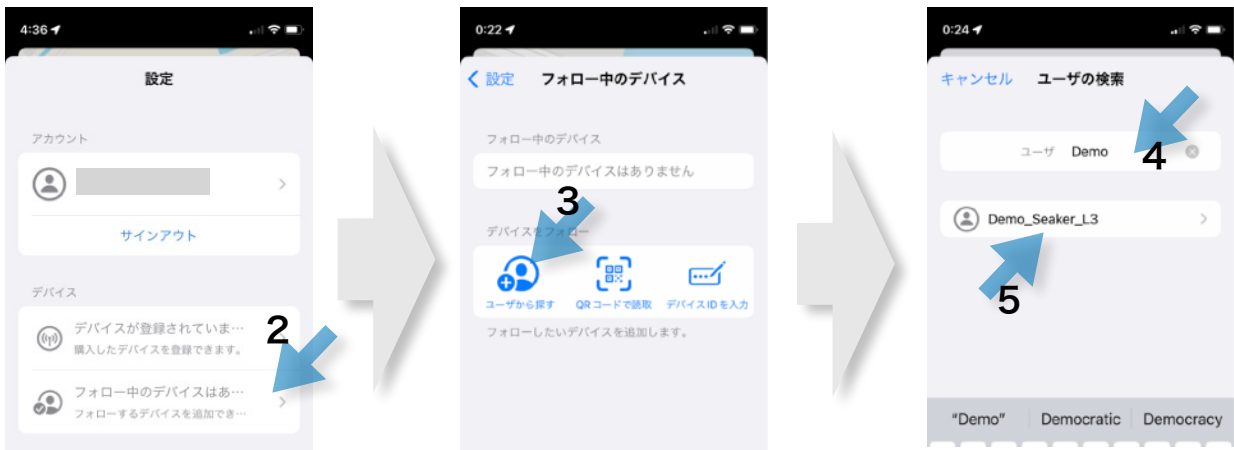 4:36
設定
アカウント
サインアウト
デバイス
デバイスが登録されていま…
購入したデバイスを登録できます。
2
フォロー中のデバイスはあ…
フォローするデバイスを追加でき…
0:22
設定
フォロー中のデバイス
フォロー中のデバイス
フォロー中のデバイスはありません
3
デバイスをフォロー
ユーザから探す
QRコードで読取
デバイスIDを入力
フォローしたいデバイスを追加します。
0:24
キャンセル
ユーザの検索
ユーザ Demo
4
Demo_Seaker_L3
5
"Demo"
Democratic
Democracy